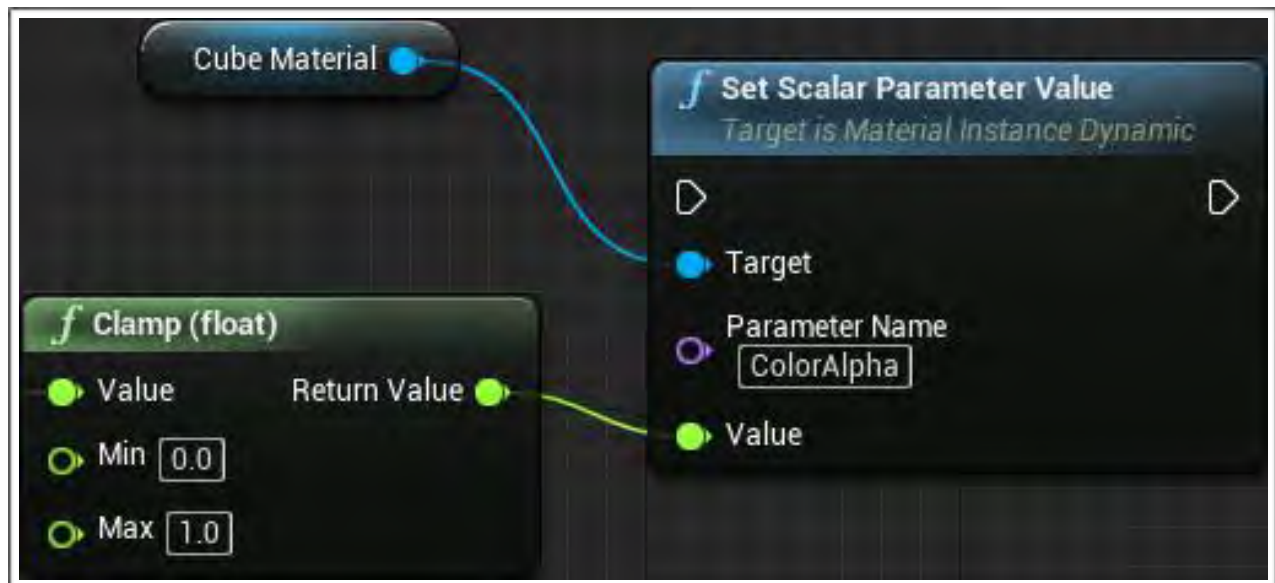 Cube Material
f Set Scalar Parameter Value
Target is Material Instance Dynamic
Target
Parameter Name
ColorAlpha
Value
f Clamp (float)
Value Return Value
Min 0.0
Max 1.0